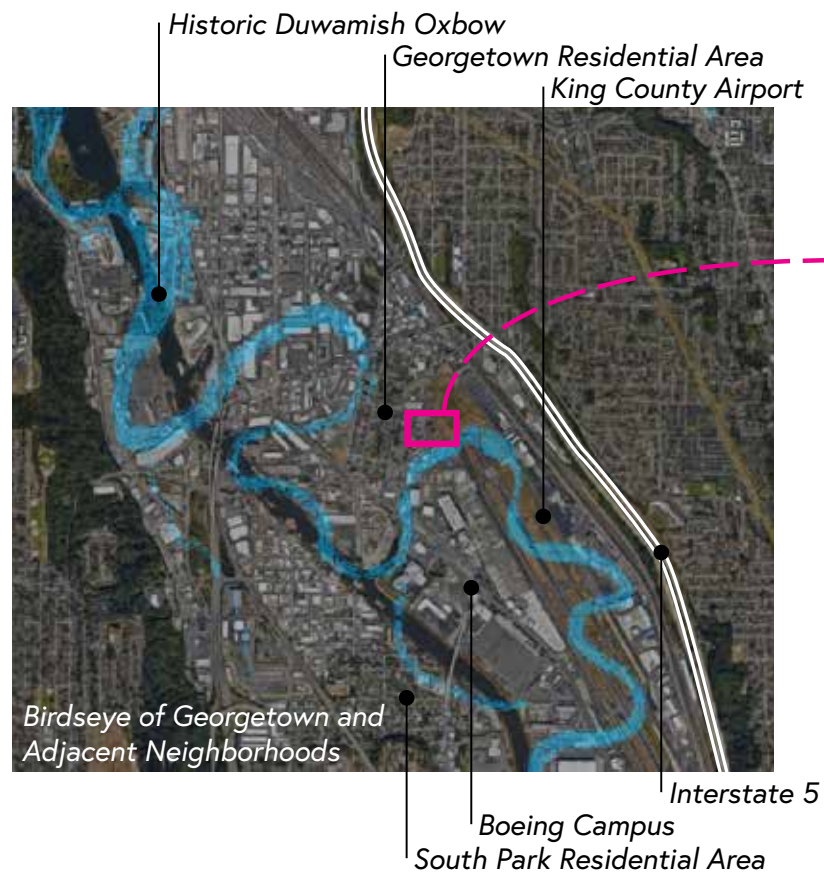 Historic Duwamish Oxbow
Georgetown Residential Area
King County Airport
Birdseye of Georgetown and
Adjacent Neighborhoods
Interstate 5
Boeing Campus
South Park Residential Area